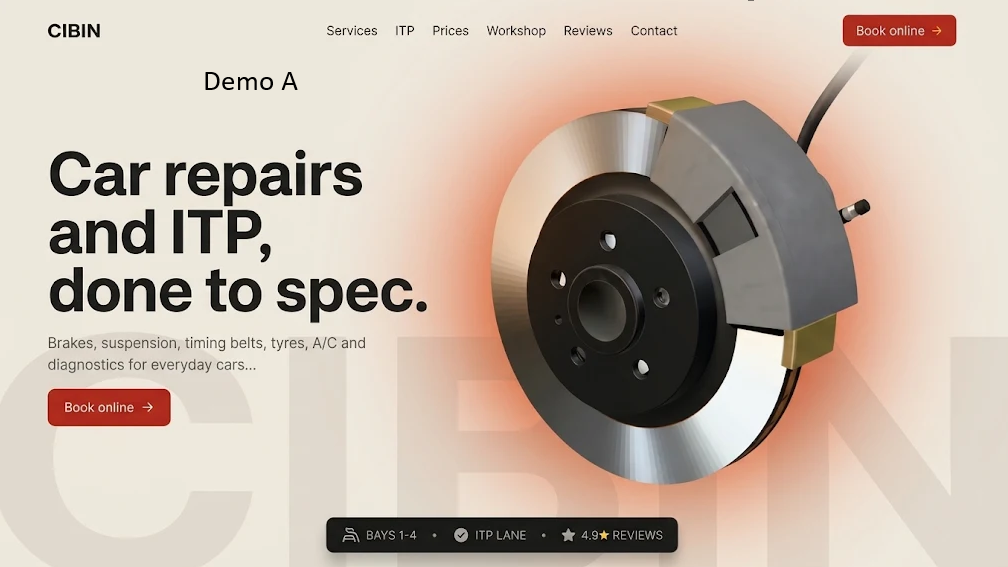 CIBIN
Services ITP Prices Workshop Reviews Contact
Book online →
Demo A
Car repairs
and ITP,
done to spec.
Brakes, suspension, timing belts, tyres, A/C and
diagnostics for everyday cars...
Book online →
CIBIN
BAYS 1-4 • ITP LANE • 4.9★ REVIEWS